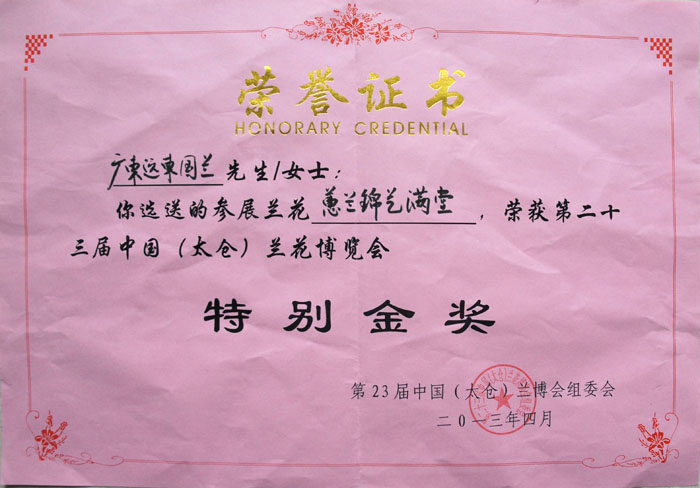 荣誉证书
HONORARY CREDENTIAL
广东远东国兰先生/女士：
你选送的参展兰花蕙兰锦艺满堂，荣获第二十
三届中国（太仓）兰花博览会
特别金奖
第23届中国（太仓）兰博会组委会
二〇一三年四月